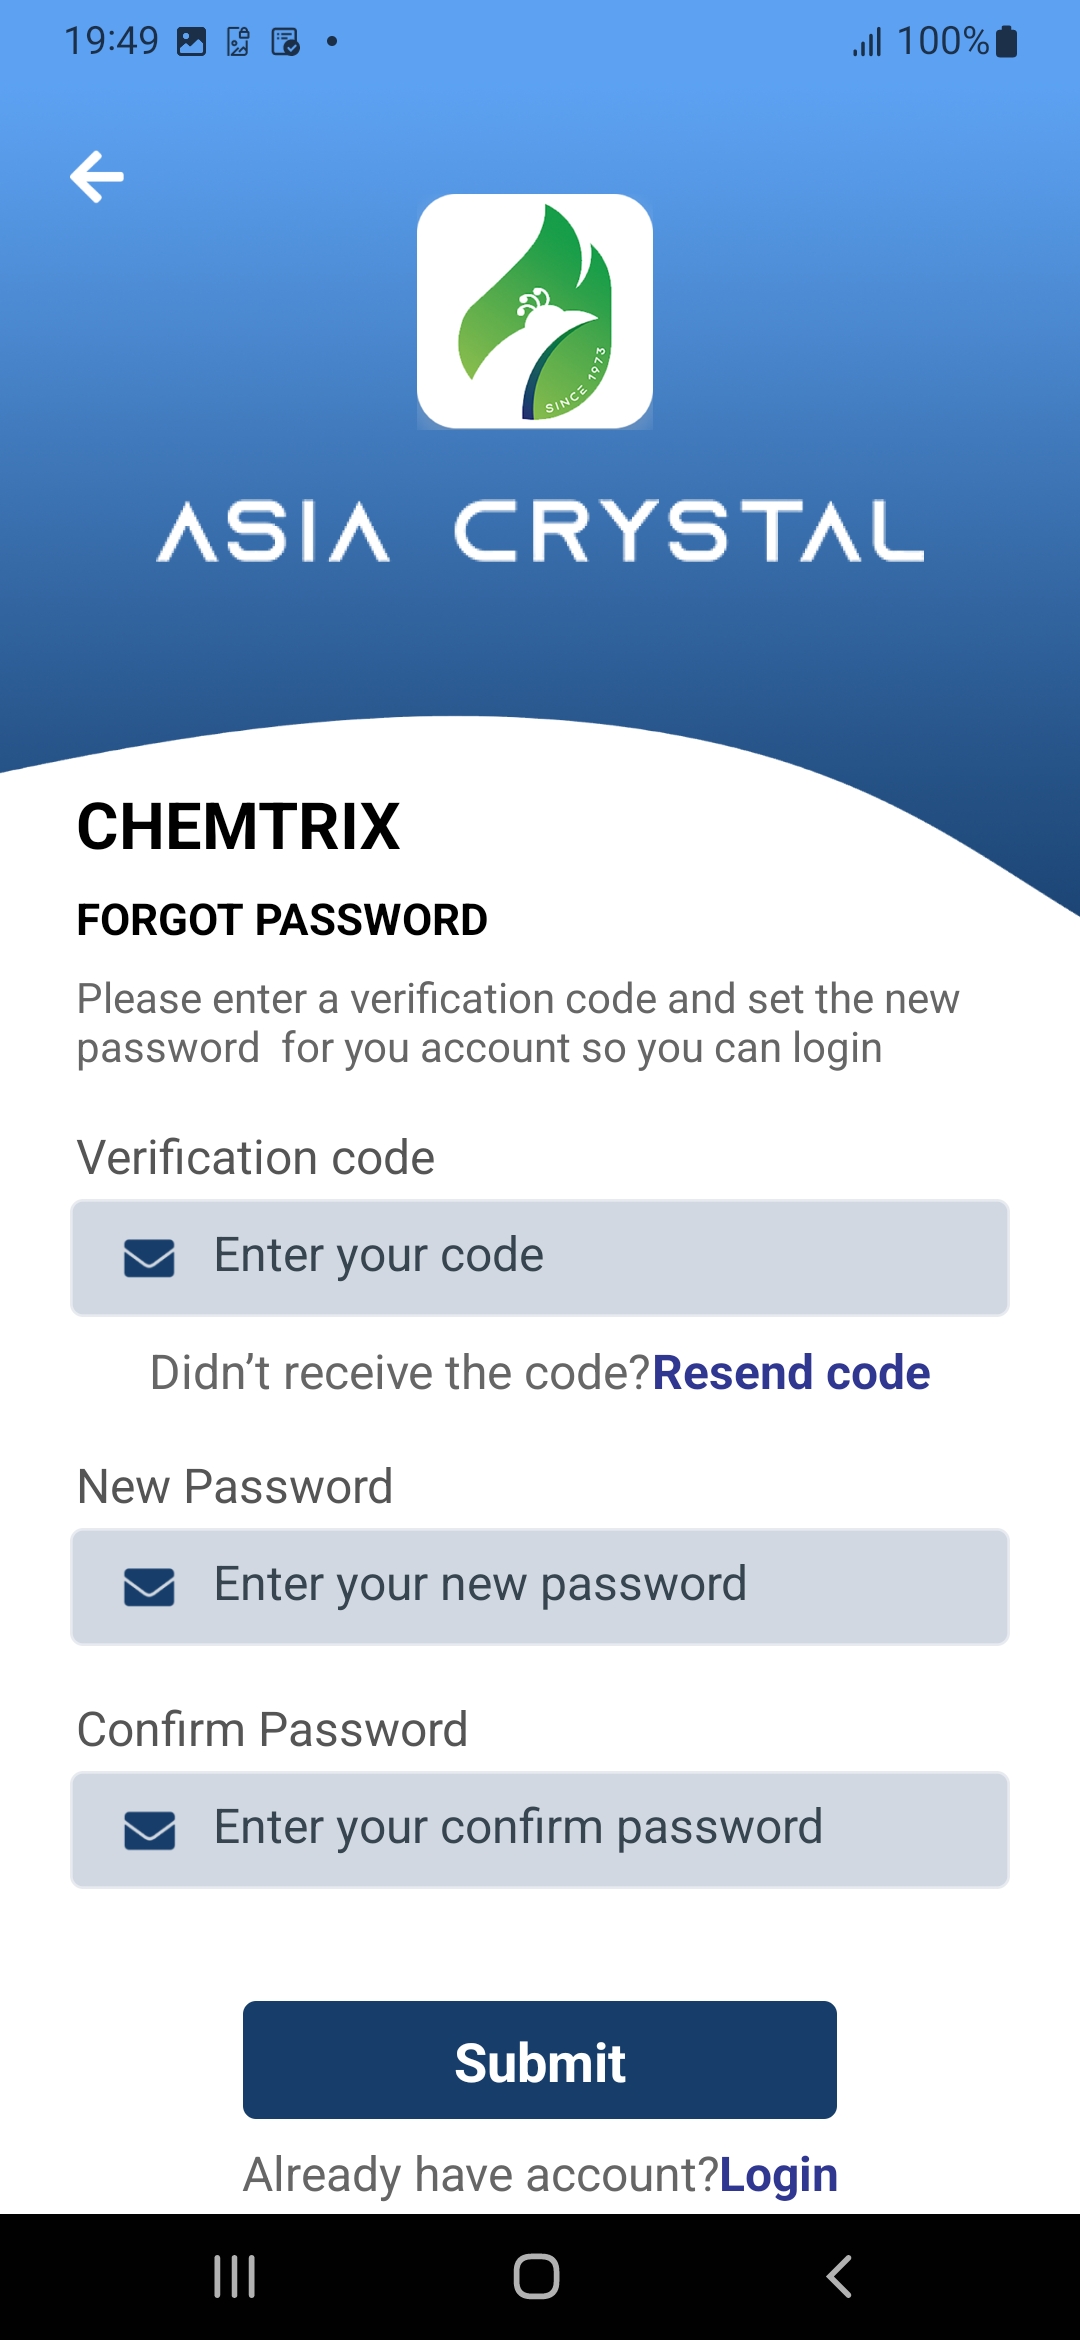 19:49 100%
SINCE 1973
ASIA CRYSTAL
CHEMTRIX
FORGOT PASSWORD
Please enter a verification code and set the new
password  for you account so you can login
Verification code
Enter your code
Didn’t receive the code?Resend code
New Password
Enter your new password
Confirm Password
Enter your confirm password
Submit
Already have account?Login